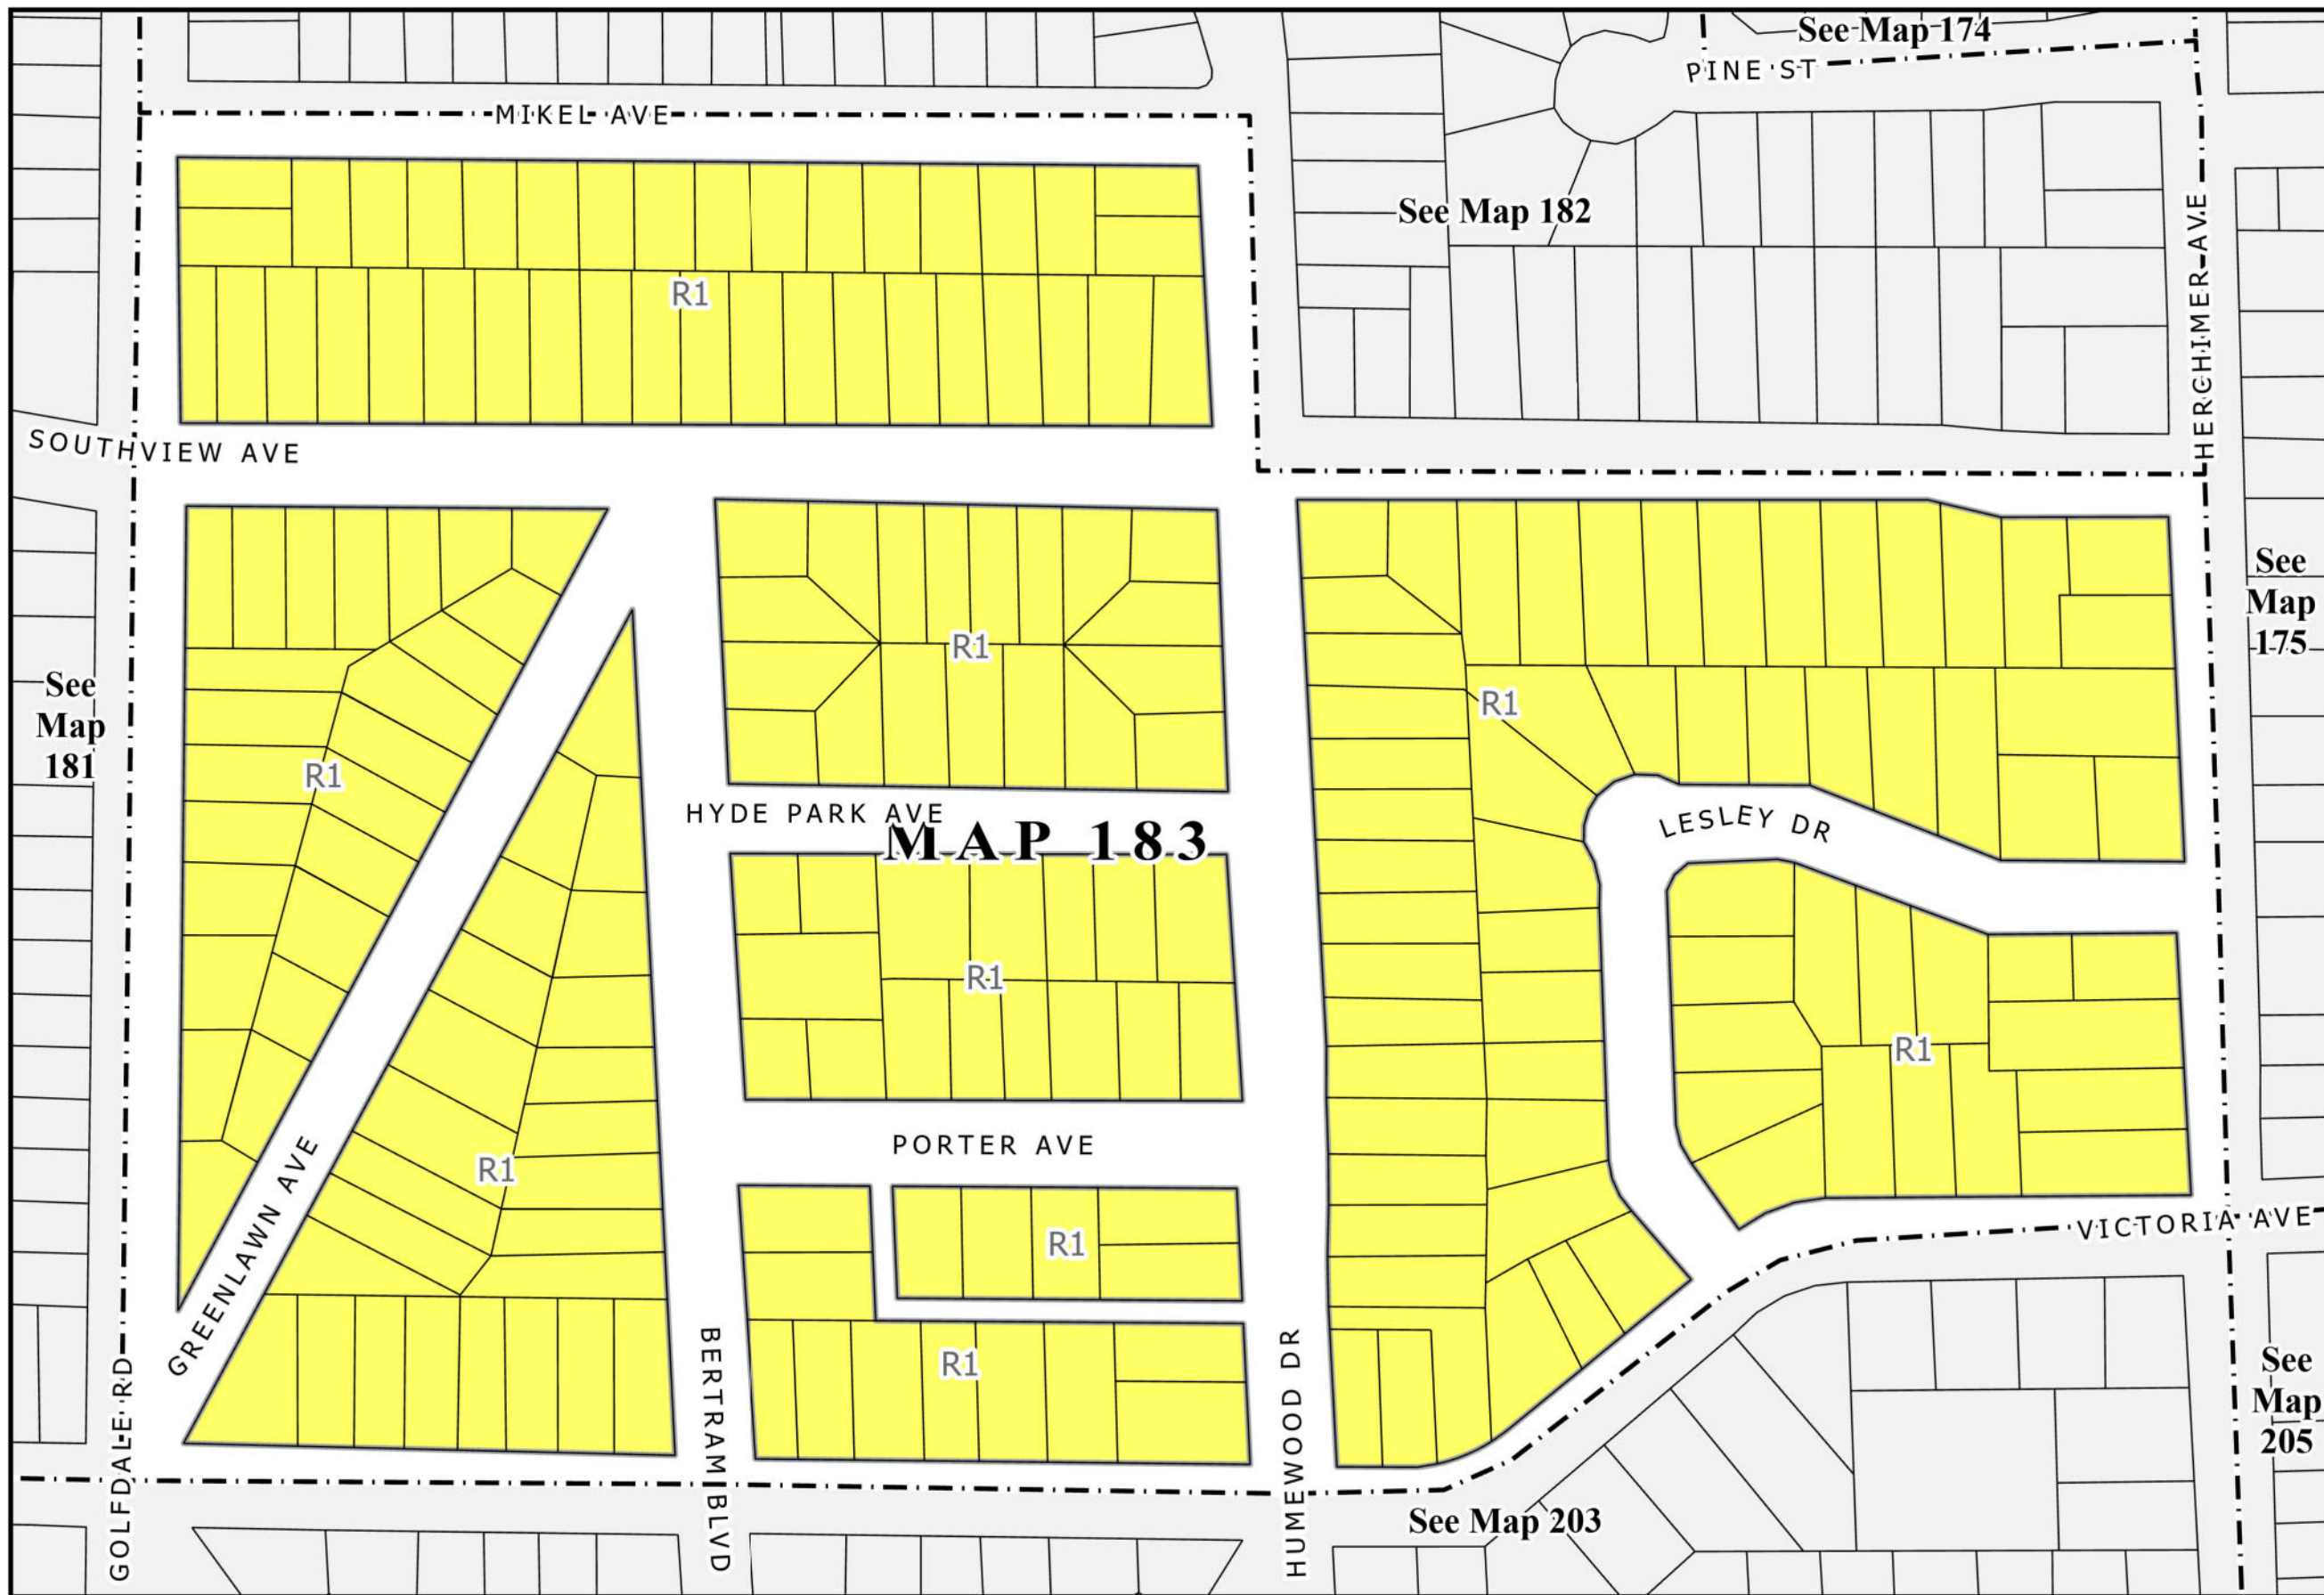 See Map 174
PINE ST
MIKEL AVE
See Map 182
HERCHIMER AVE
R1
SOUTHVIEW AVE
See
Map
175
R1
See
Map
181
R1
R1
HYDE PARK AVE
MAP 183
LESLEY DR
R1
R1
PORTER AVE
R1
R1
VICTORIA AVE
GREENLAWN AVE
R1
BERTRAM BLVD
HUMEWOOD DR
GOLFDALE RD
See
Map
205
See Map 203